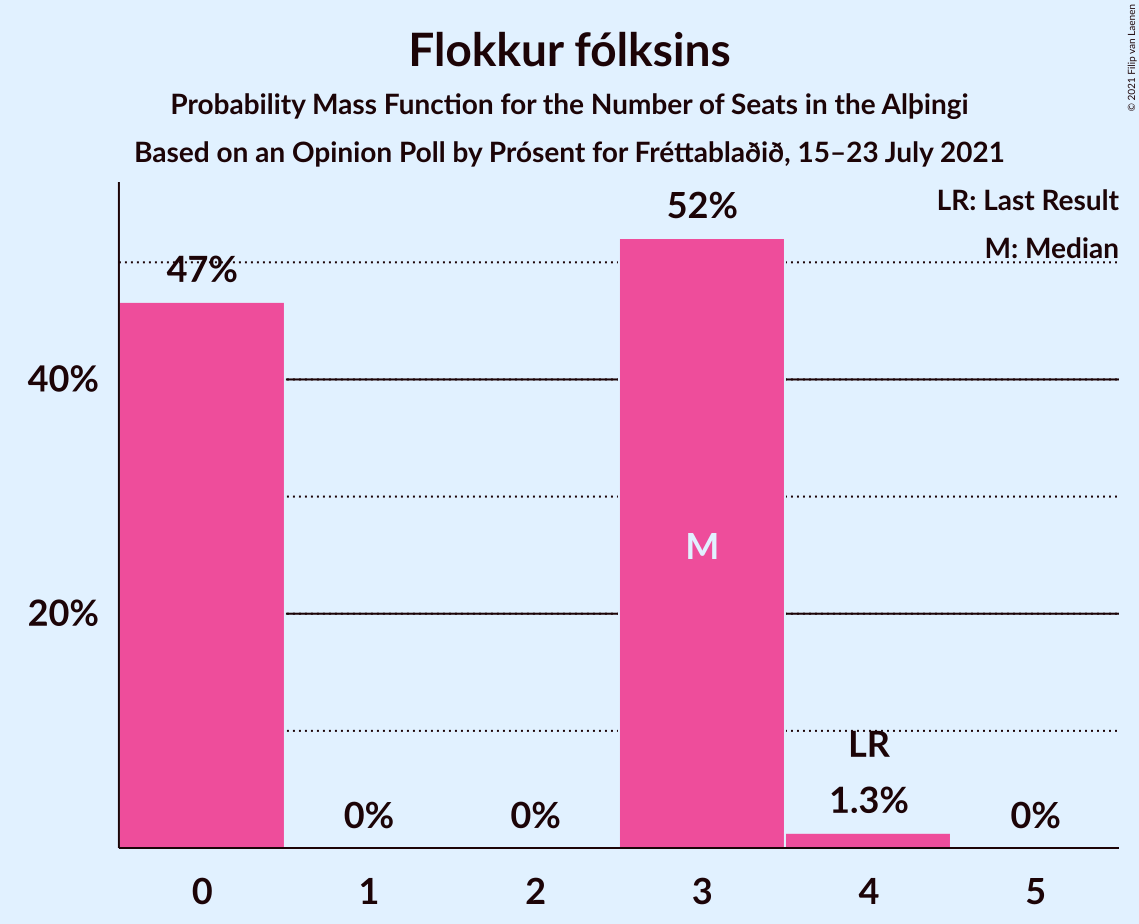 Flokkur fólksins
Probability Mass Function for the Number of Seats in the Alþingi
Based on an Opinion Poll by Prósent for Fréttablaðið, 15–23 July 2021
© 2021 Filip van Laenen
LR: Last Result
M: Median
52%
47%
40%
M
20%
LR
1.3%
0%
0%
0%
0
1
2
3
4
5